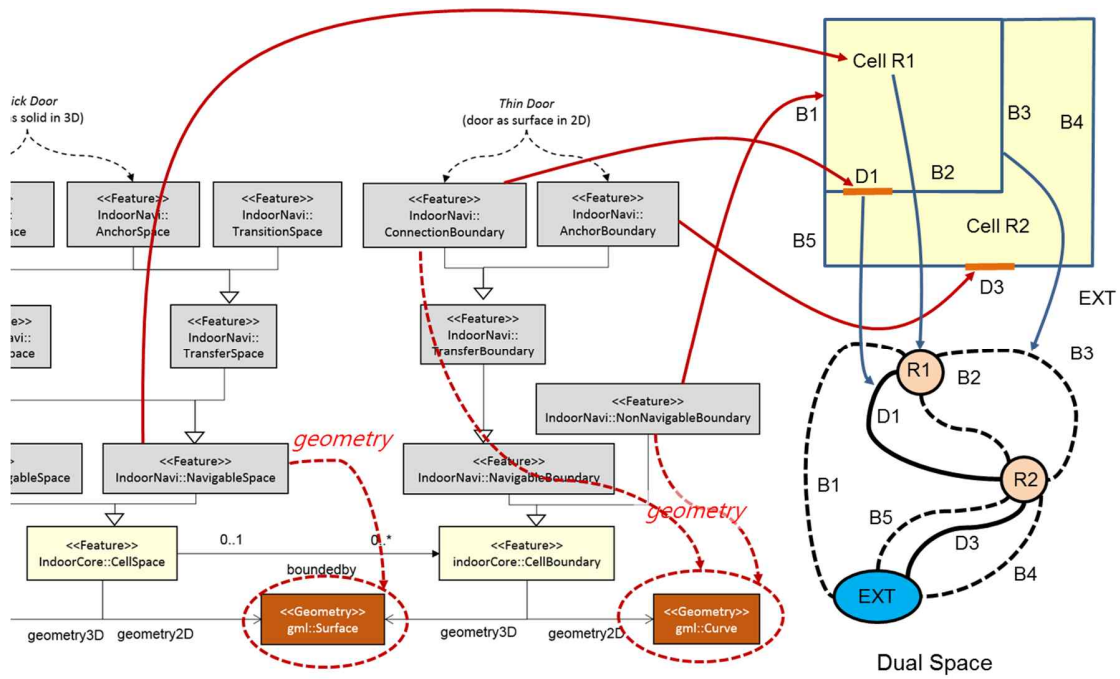 ick Door
s solid in 3D)
Thin Door
(door as surface in 2D)
Cell R1
B1
B3
B4
B2
D1
Cell R2
B5
D3
EXT
ace
<<Feature>>
IndoorNavi::
AnchorSpace
<<Feature>>
IndoorNavi::
TransitionSpace
<<Feature>>
IndoorNavi::
ConnectionBoundary
<<Feature>>
IndoorNavi::
AnchorBoundary
e>>
vi::
pace
<<Feature>>
IndoorNavi::
TransferSpace
<<Feature>>
IndoorNavi::
TransferBoundary
<<Feature>>
IndoorNavi::NonNavigableBoundary
geometry
igableSpace
<<Feature>>
IndoorNavi::NavigableSpace
<<Feature>>
IndoorNavi::NavigableBoundary
geometry
<<Feature>>
IndoorCore::CellSpace
0..1
0..*
boundedby
<<Feature>>
indoorCore::CellBoundary
geometry3D
geometry2D
<<Geometry>>
gml::Surface
geometry3D
geometry2D
<<Geometry>>
gml::Curve
R1
B2
B3
D1
R2
B1
B5
D3
B4
EXT
Dual Space